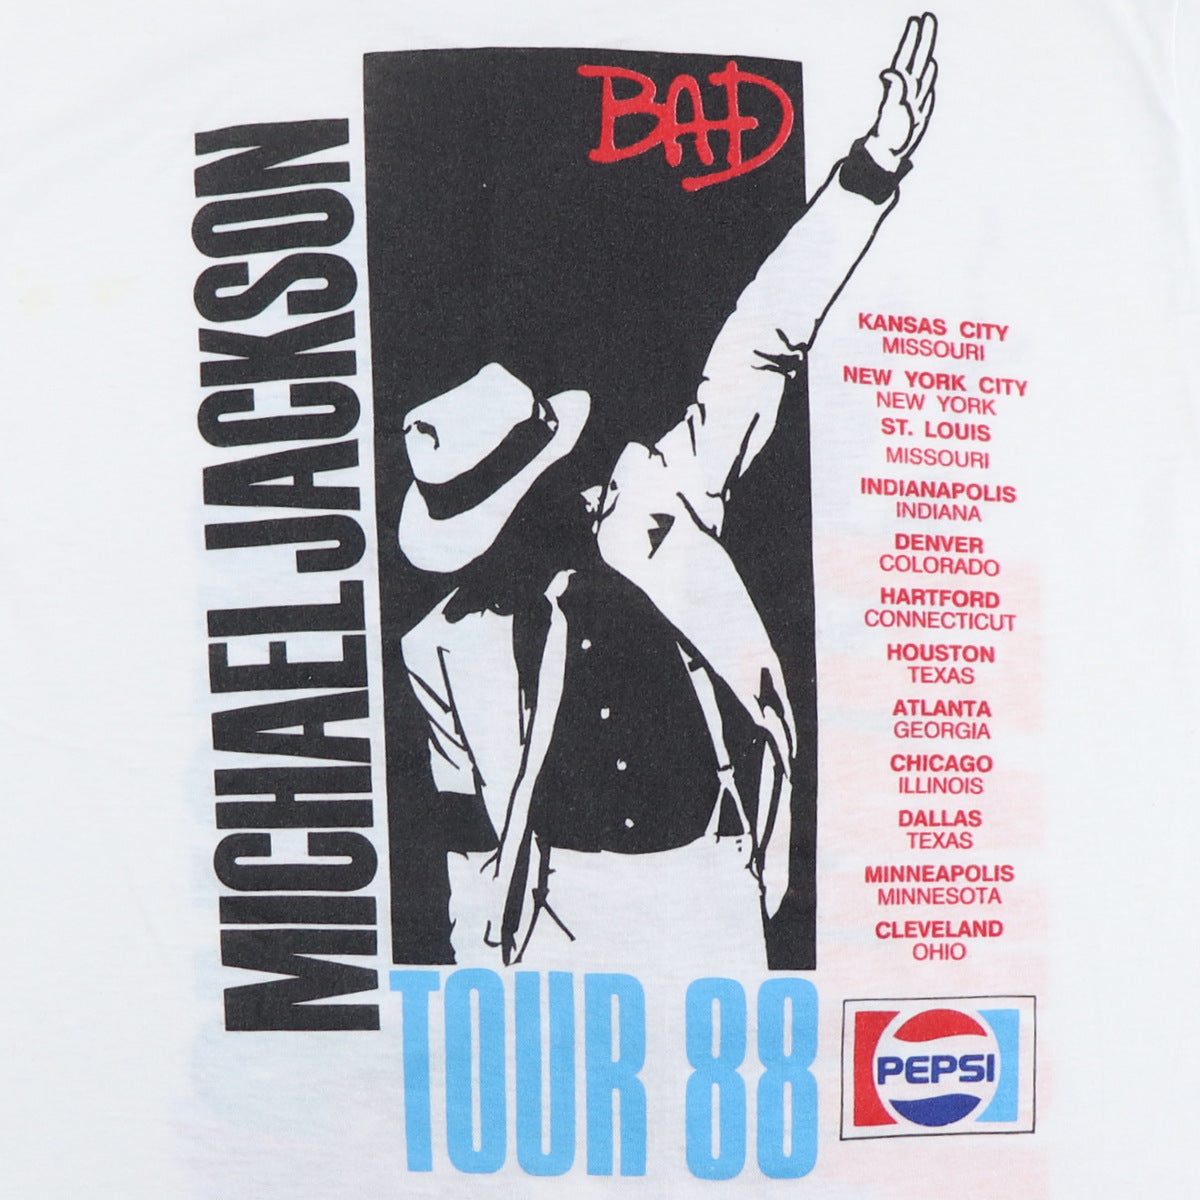 BAD
MICHAEL JACKSON
KANSAS CITY
MISSOURI
NEW YORK CITY
NEW YORK
ST. LOUIS
MISSOURI
INDIANAPOLIS
INDIANA
DENVER
COLORADO
HARTFORD
CONNECTICUT
HOUSTON
TEXAS
ATLANTA
GEORGIA
CHICAGO
ILLINOIS
DALLAS
TEXAS
MINNEAPOLIS
MINNESOTA
CLEVELAND
OHIO
TOUR 88
PEPSI